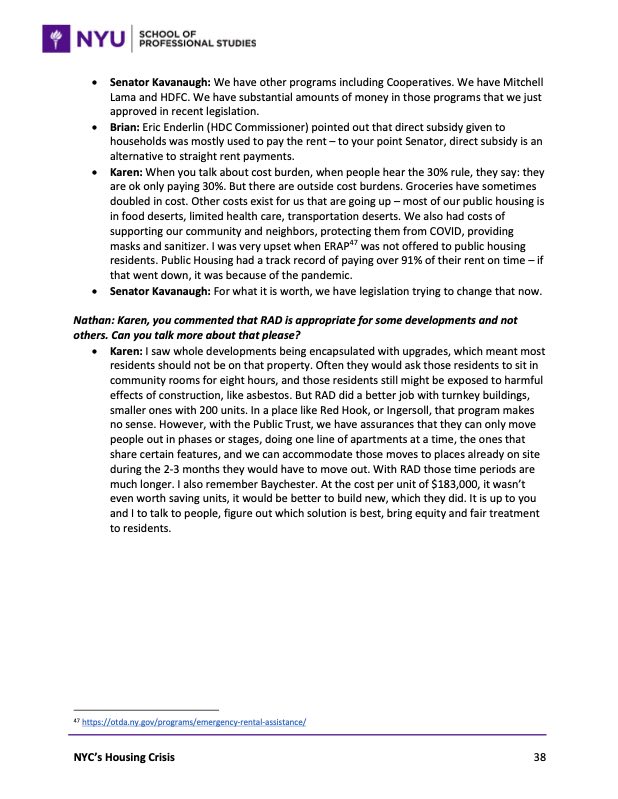 NYU SCHOOL OF
PROFESSIONAL STUDIES
• Senator Kavanaugh: We have other programs including Cooperatives. We have Mitchell
Lama and HDFC. We have substantial amounts of money in those programs that we just
approved in recent legislation.
• Brian: Eric Enderlin (HDC Commissioner) pointed out that direct subsidy given to
households was mostly used to pay the rent – to your point Senator, direct subsidy is an
alternative to straight rent payments.
• Karen: When you talk about cost burden, when people hear the 30% rule, they say: they
are ok only paying 30%. But there are outside cost burdens. Groceries have sometimes
doubled in cost. Other costs exist for us that are going up – most of our public housing is
in food deserts, limited health care, transportation deserts. We also had costs of
supporting our community and neighbors, protecting them from COVID, providing
masks and sanitizer. I was very upset when ERAP47 was not offered to public housing
residents. Public Housing had a track record of paying over 91% of their rent on time – if
that went down, it was because of the pandemic.
• Senator Kavanaugh: For what it is worth, we have legislation trying to change that now.
Nathan: Karen, you commented that RAD is appropriate for some developments and not
others. Can you talk more about that please?
• Karen: I saw whole developments being encapsulated with upgrades, which meant most
residents should not be on that property. Often they would ask those residents to sit in
community rooms for eight hours, and those residents still might be exposed to harmful
effects of construction, like asbestos. But RAD did a better job with turnkey buildings,
smaller ones with 200 units. In a place like Red Hook, or Ingersoll, that program makes
no sense. However, with the Public Trust, we have assurances that they can only move
people out in phases or stages, doing one line of apartments at a time, the ones that
share certain features, and we can accommodate those moves to places already on site
during the 2-3 months they would have to move out. With RAD those time periods are
much longer. I also remember Baychester. At the cost per unit of $183,000, it wasn't
even worth saving units, it would be better to build new, which they did. It is up to you
and I to talk to people, figure out which solution is best, bring equity and fair treatment
to residents.
47 https://otda.ny.gov/programs/emergency-rental-assistance/
NYC's Housing Crisis 38